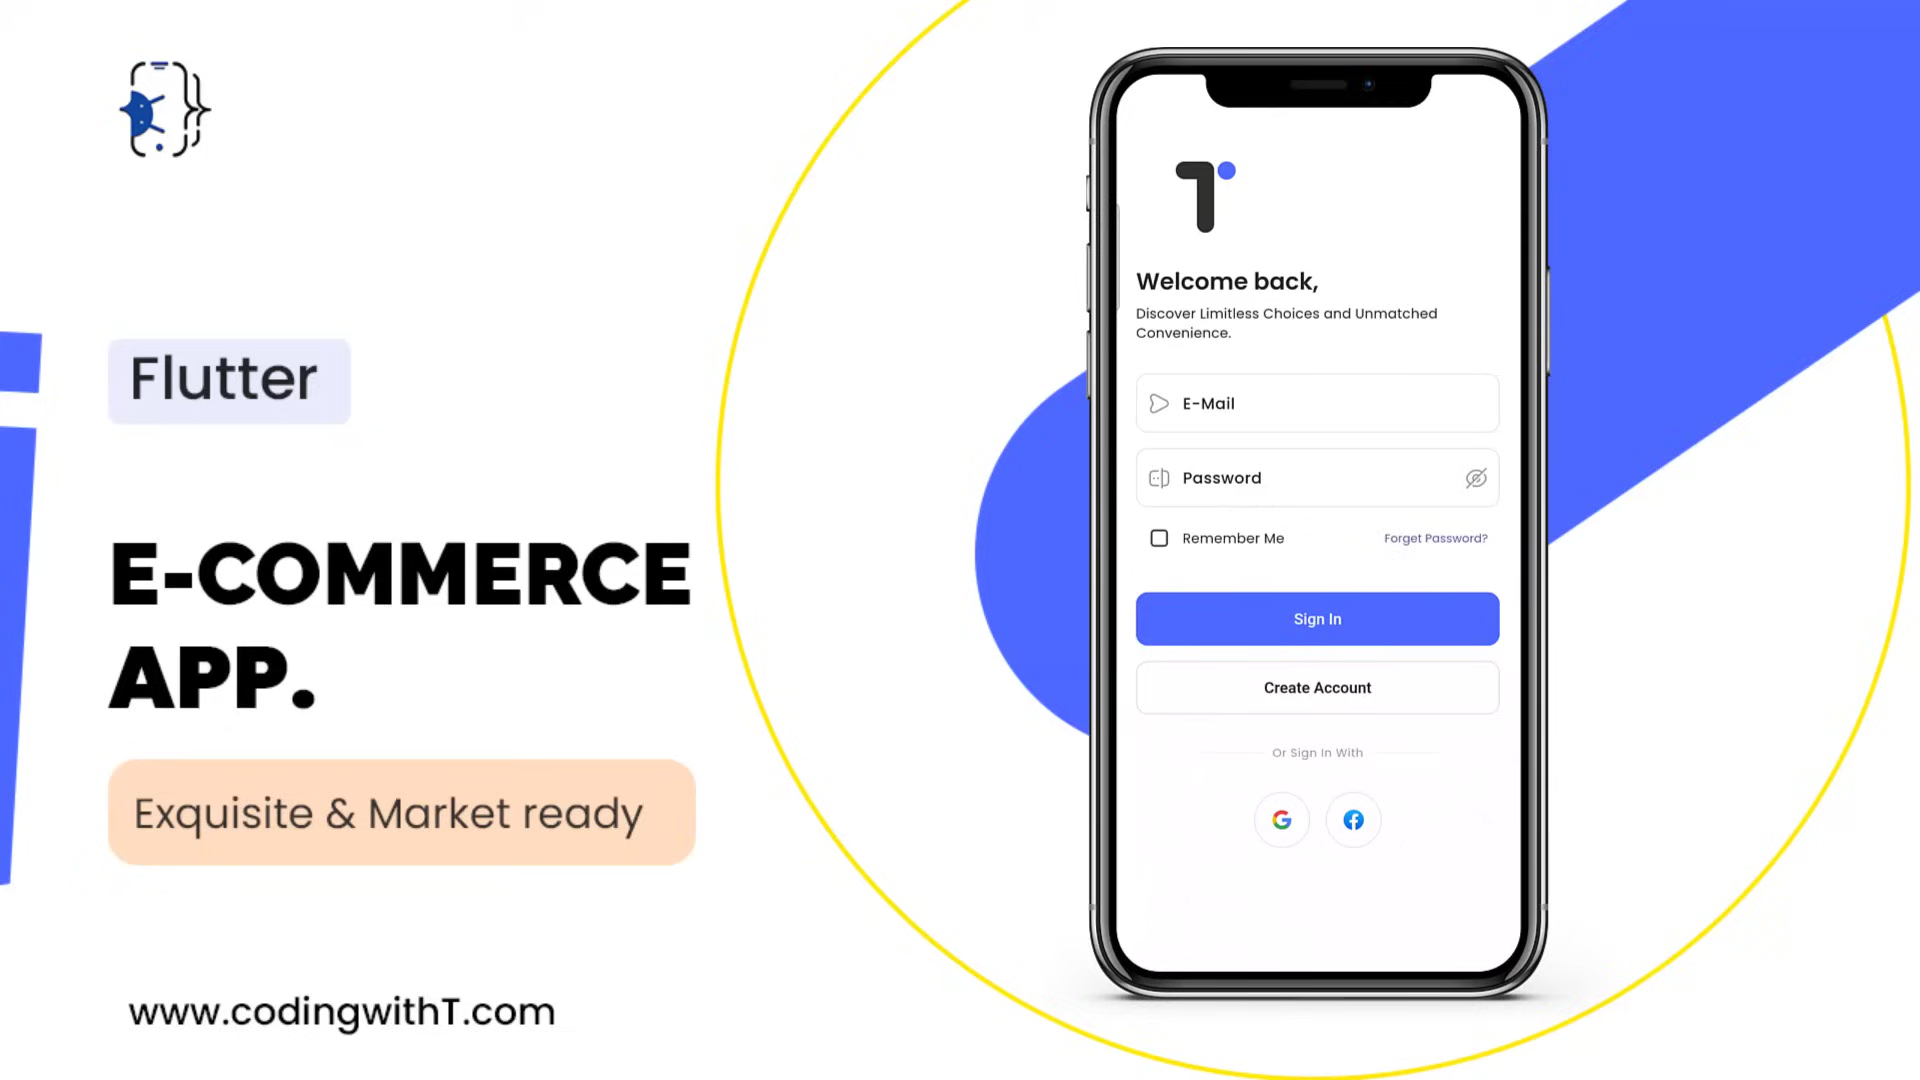 Flutter
E-COMMERCE
APP.
Exquisite & Market ready
www.codingwithT.com
Welcome back,
Discover Limitless Choices and Unmatched
Convenience.
E-Mail
Password
Remember Me
Forget Password?
Sign In
Create Account
Or Sign In With